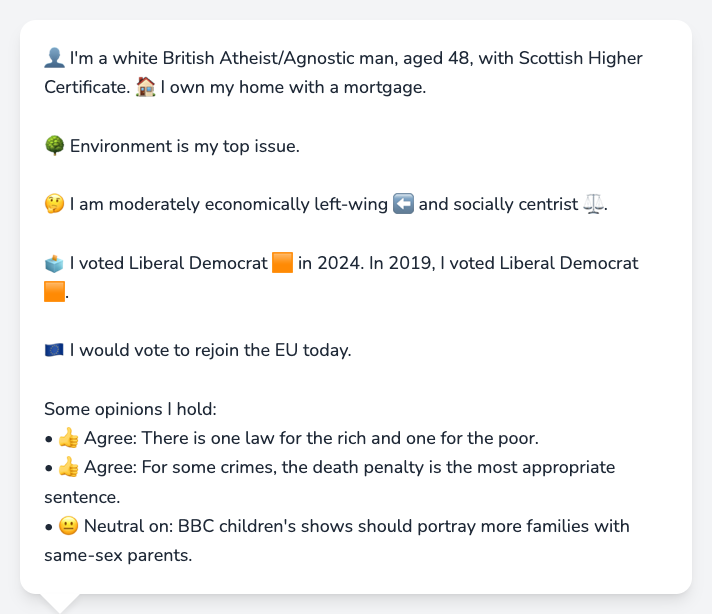 👤 I'm a white British Atheist/Agnostic man, aged 48, with Scottish Higher
Certificate. 🏠 I own my home with a mortgage.
🌳 Environment is my top issue.
🤔 I am moderately economically left-wing ⬅️ and socially centrist ⚖️.
🗳️ I voted Liberal Democrat 🟧 in 2024. In 2019, I voted Liberal Democrat
🟧.
🇪🇺 I would vote to rejoin the EU today.
Some opinions I hold:
• 👍 Agree: There is one law for the rich and one for the poor.
• 👍 Agree: For some crimes, the death penalty is the most appropriate
sentence.
• 😐 Neutral on: BBC children's shows should portray more families with
same-sex parents.